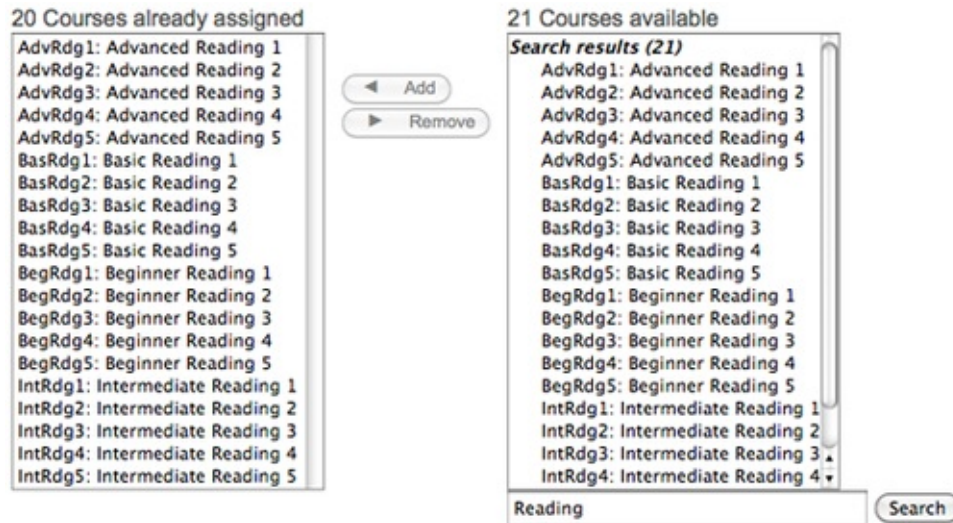 20 Courses already assigned
AdvRdg1: Advanced Reading 1
AdvRdg2: Advanced Reading 2
AdvRdg3: Advanced Reading 3
AdvRdg4: Advanced Reading 4
AdvRdg5: Advanced Reading 5
BasRdg1: Basic Reading 1
BasRdg2: Basic Reading 2
BasRdg3: Basic Reading 3
BasRdg4: Basic Reading 4
BasRdg5: Basic Reading 5
BegRdg1: Beginner Reading 1
BegRdg2: Beginner Reading 2
BegRdg3: Beginner Reading 3
BegRdg4: Beginner Reading 4
BegRdg5: Beginner Reading 5
IntRdg1: Intermediate Reading 1
IntRdg2: Intermediate Reading 2
IntRdg3: Intermediate Reading 3
IntRdg4: Intermediate Reading 4
IntRdg5: Intermediate Reading 5
Add
Remove
21 Courses available
Search results (21)
AdvRdg1: Advanced Reading 1
AdvRdg2: Advanced Reading 2
AdvRdg3: Advanced Reading 3
AdvRdg4: Advanced Reading 4
AdvRdg5: Advanced Reading 5
BasRdg1: Basic Reading 1
BasRdg2: Basic Reading 2
BasRdg3: Basic Reading 3
BasRdg4: Basic Reading 4
BasRdg5: Basic Reading 5
BegRdg1: Beginner Reading 1
BegRdg2: Beginner Reading 2
BegRdg3: Beginner Reading 3
BegRdg4: Beginner Reading 4
BegRdg5: Beginner Reading 5
IntRdg1: Intermediate Reading 1
IntRdg2: Intermediate Reading 2
IntRdg3: Intermediate Reading 3
IntRdg4: Intermediate Reading 4
Reading
Search